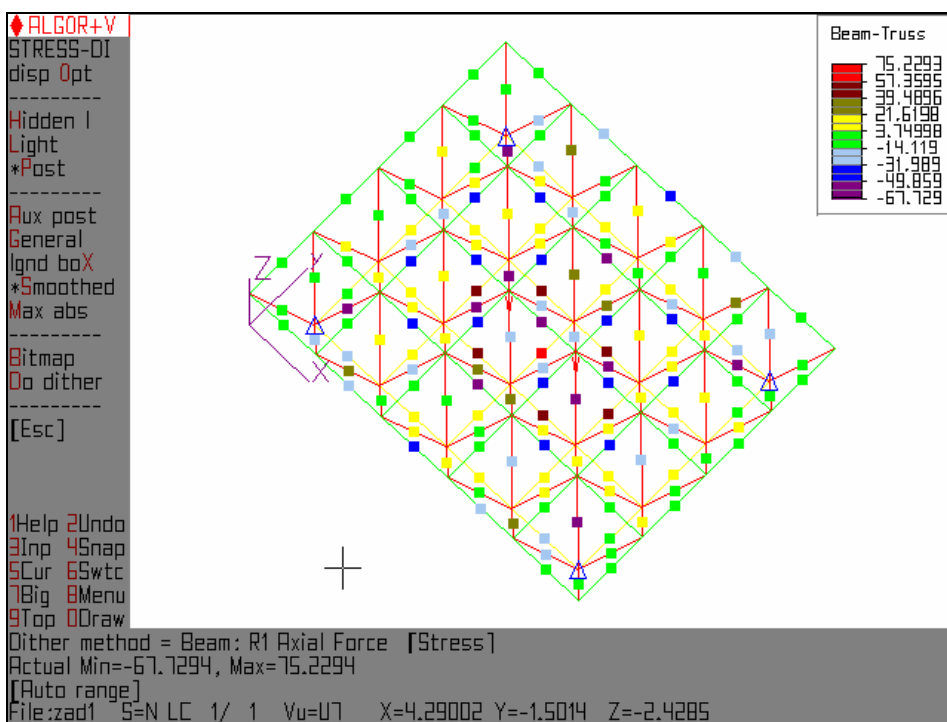 ALGOR+V
STRESS-DI
disp Opt
---------
Hidden l
Light
*Post
---------
Aux post
General
Ignd boX
*Smoothed
Max abs
---------
Bitmap
Do dither
---------
[Esc]
1Help 2Undo
3Inp 4Snap
5Cur 6Swtc
7Big 8Menu
9Top 0Draw
Z Y
X
Beam-Truss
75.2293
57.3595
39.4896
21.6198
3.74998
-14.119
-31.989
-49.859
-67.729
Dither method = Beam: R1 Axial Force [Stress]
Actual Min=-67.7294, Max=75.2294
[Auto range]
File:zad1 S=N LC 1/ 1 Vu=U7 X=4.29002 Y=-1.5014 Z=-2.4285